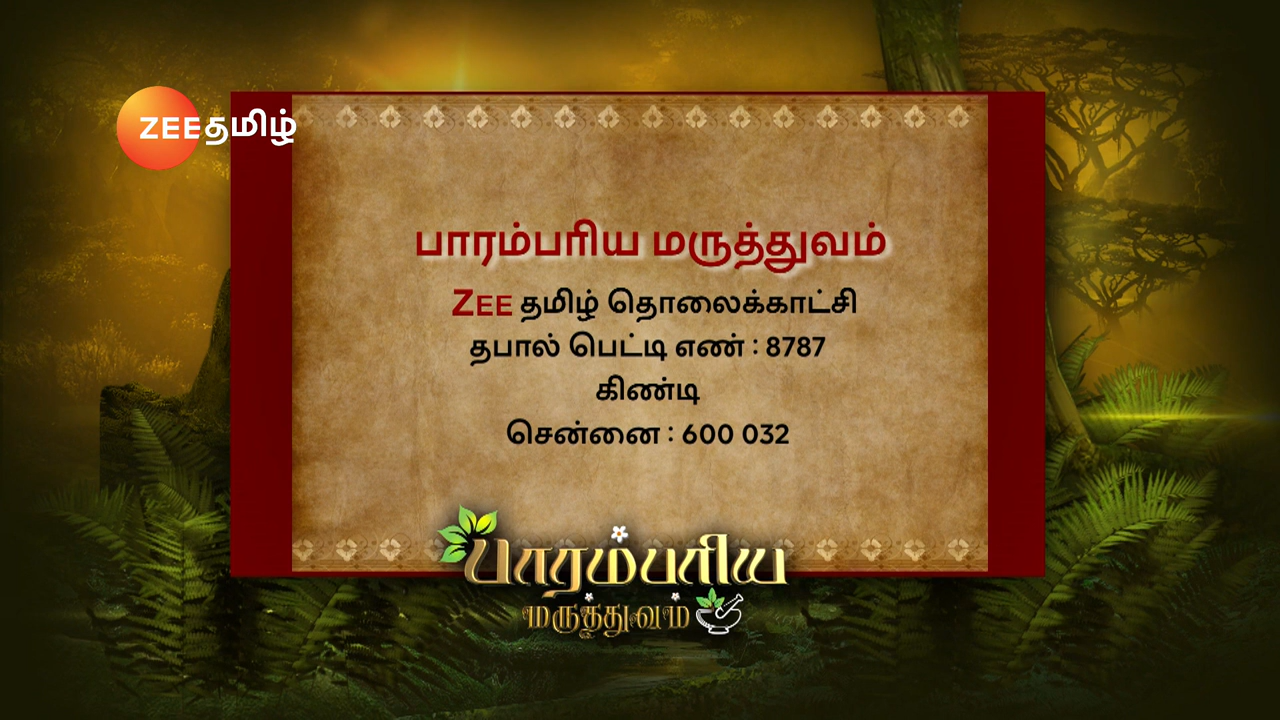 ZEEதமிழ்
பாரம்பரிய மருத்துவம்
ZEE தமிழ் தொலைக்காட்சி
தபால் பெட்டி எண் : 8787
கிண்டி
சென்னை : 600 032
பாரம்பரிய
மருத்துவம்